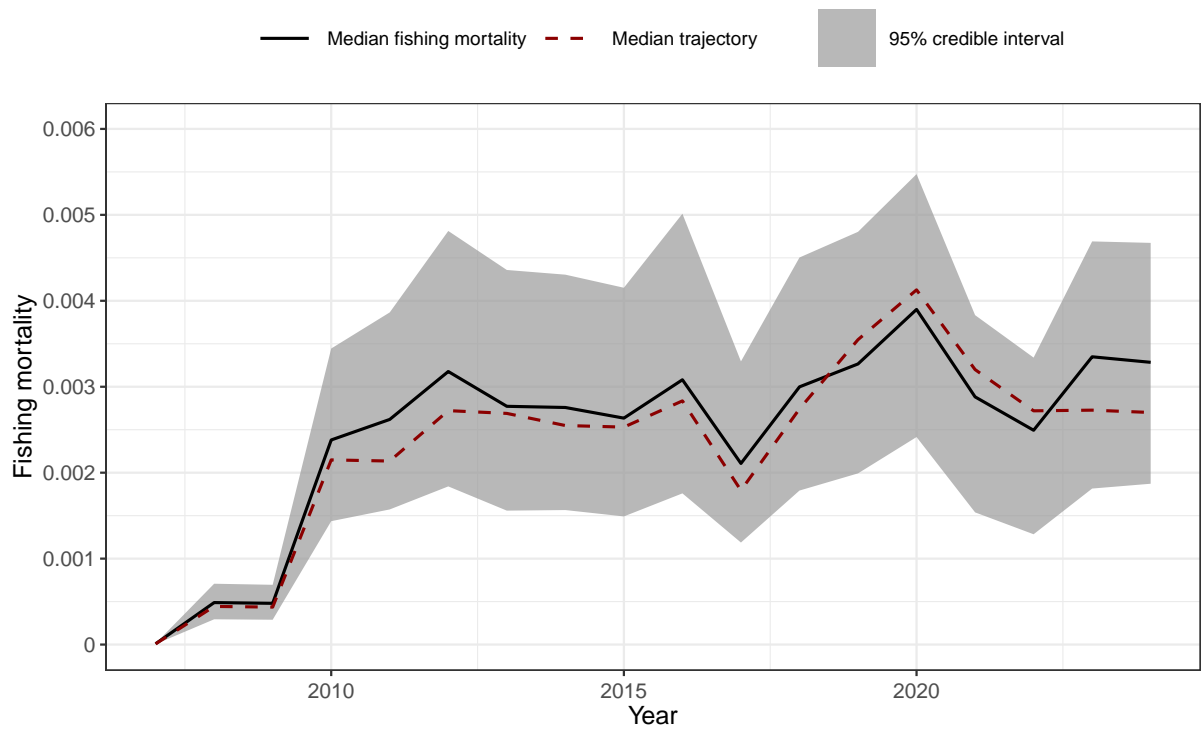 Median fishing mortality Median trajectory 95% credible interval
0.006
0.005
0.004
0.003
0.002
0.001
0
Fishing mortality
2010 2015 2020
Year